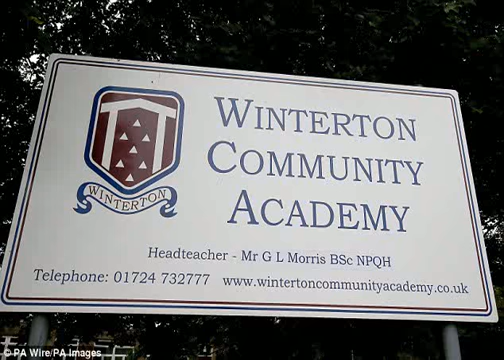 WINTERTON
COMMUNITY
ACADEMY
WINTERTON
Headteacher - Mr G L Morris BSc NPQH
Telephone: 01724 732777 www.wintertoncommunityacademy.co.uk
© PA Wire/PA Images